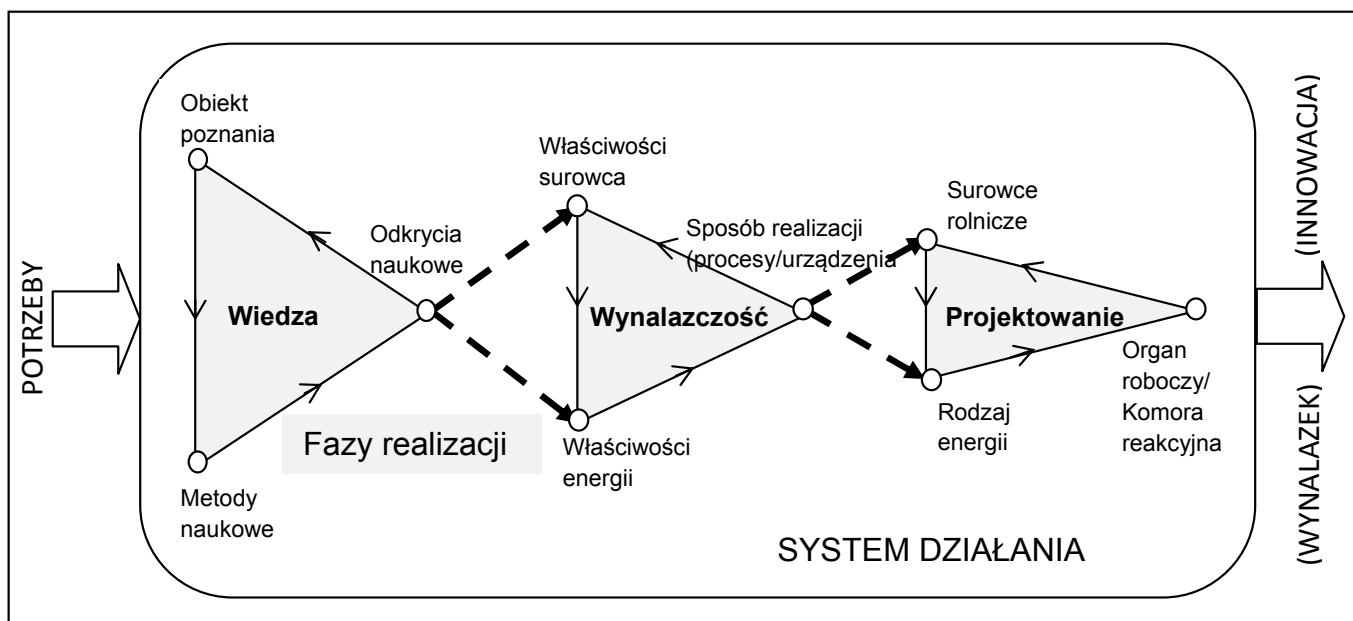 POTRZEBY
Obiekt
poznania
Odkrycia
naukowe
Wiedza
Metody
naukowe
Fazy realizacji
Właściwości
surowca
Sposób realizacji
(procesy/urządzenia
Wynalazczość
Właściwości
energii
Surowce
rolnicze
Projektowanie
Rodzaj
energii
Organ
roboczy/
Komora
reakcyjna
SYSTEM DZIAŁANIA
(INNOWACJA)
(WYNALAZEK)